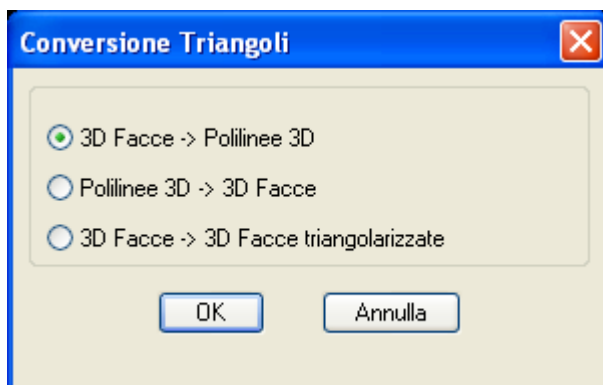 Conversione Triangoli
3D Facce -> Polilinee 3D
Polilinee 3D -> 3D Facce
3D Facce -> 3D Facce triangolarizzate
OK
Annulla